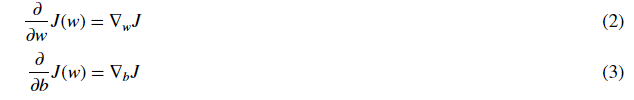 ∂/∂w J(w) = ∇_w J (2)
∂/∂b J(w) = ∇_b J (3)